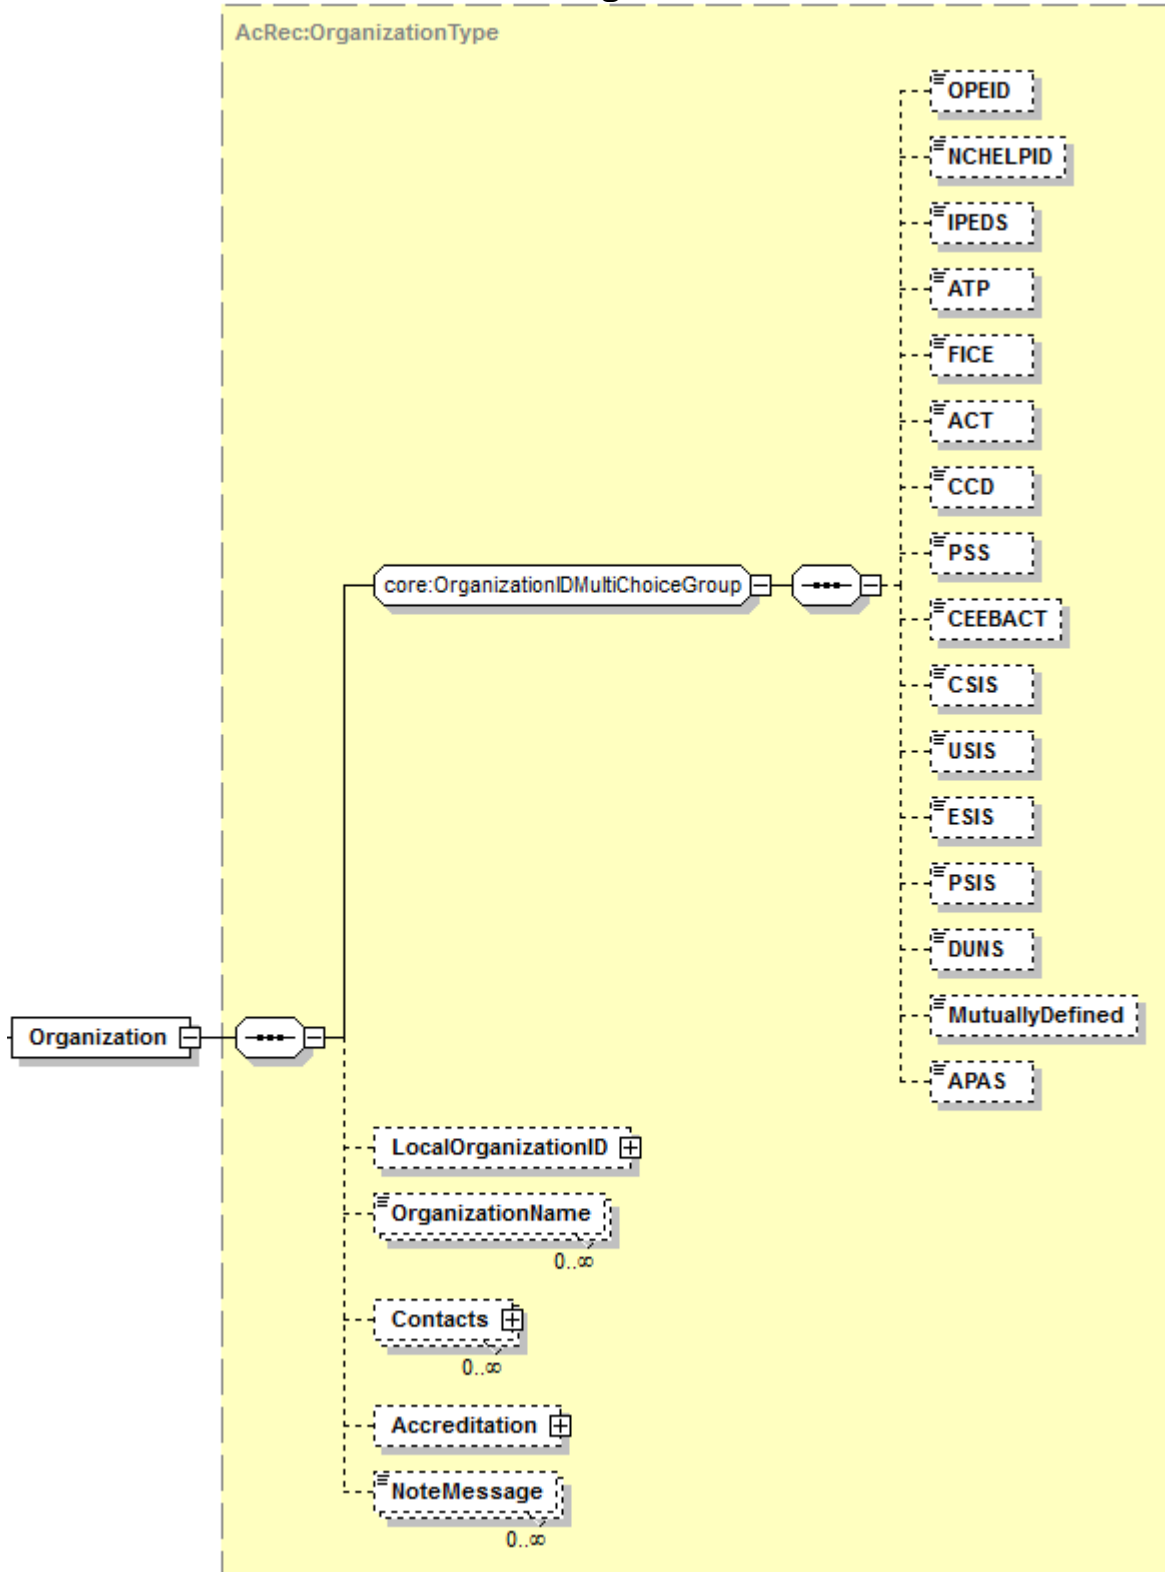 AcRec:OrganizationType
OPEID
NCHELPID
IPEDS
ATP
FICE
ACT
CCD
PSS
core:OrganizationIDMultiChoiceGroup
CEEBACT
CSIS
USIS
ESIS
PSIS
DUNS
MutuallyDefined
Organization
APAS
LocalOrganizationID
OrganizationName
0..∞
Contacts
0..∞
Accreditation
NoteMessage
0..∞